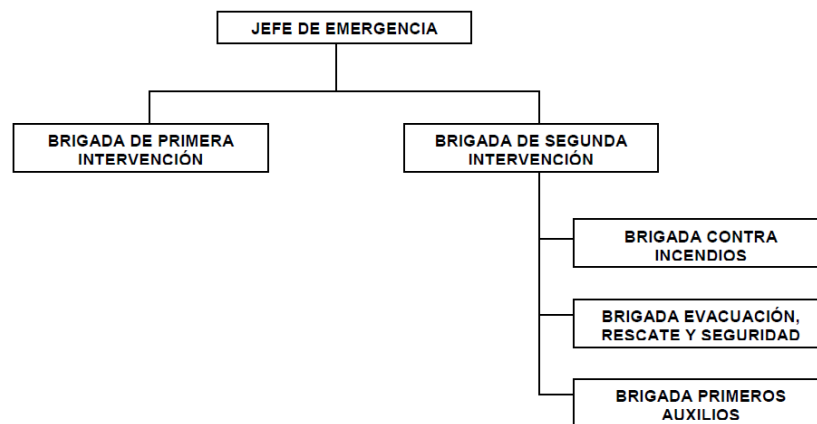 JEFE DE EMERGENCIA
BRIGADA DE PRIMERA
INTERVENCIÓN
BRIGADA DE SEGUNDA
INTERVENCIÓN
BRIGADA CONTRA
INCENDIOS
BRIGADA EVACUACIÓN,
RESCATE Y SEGURIDAD
BRIGADA PRIMEROS
AUXILIOS